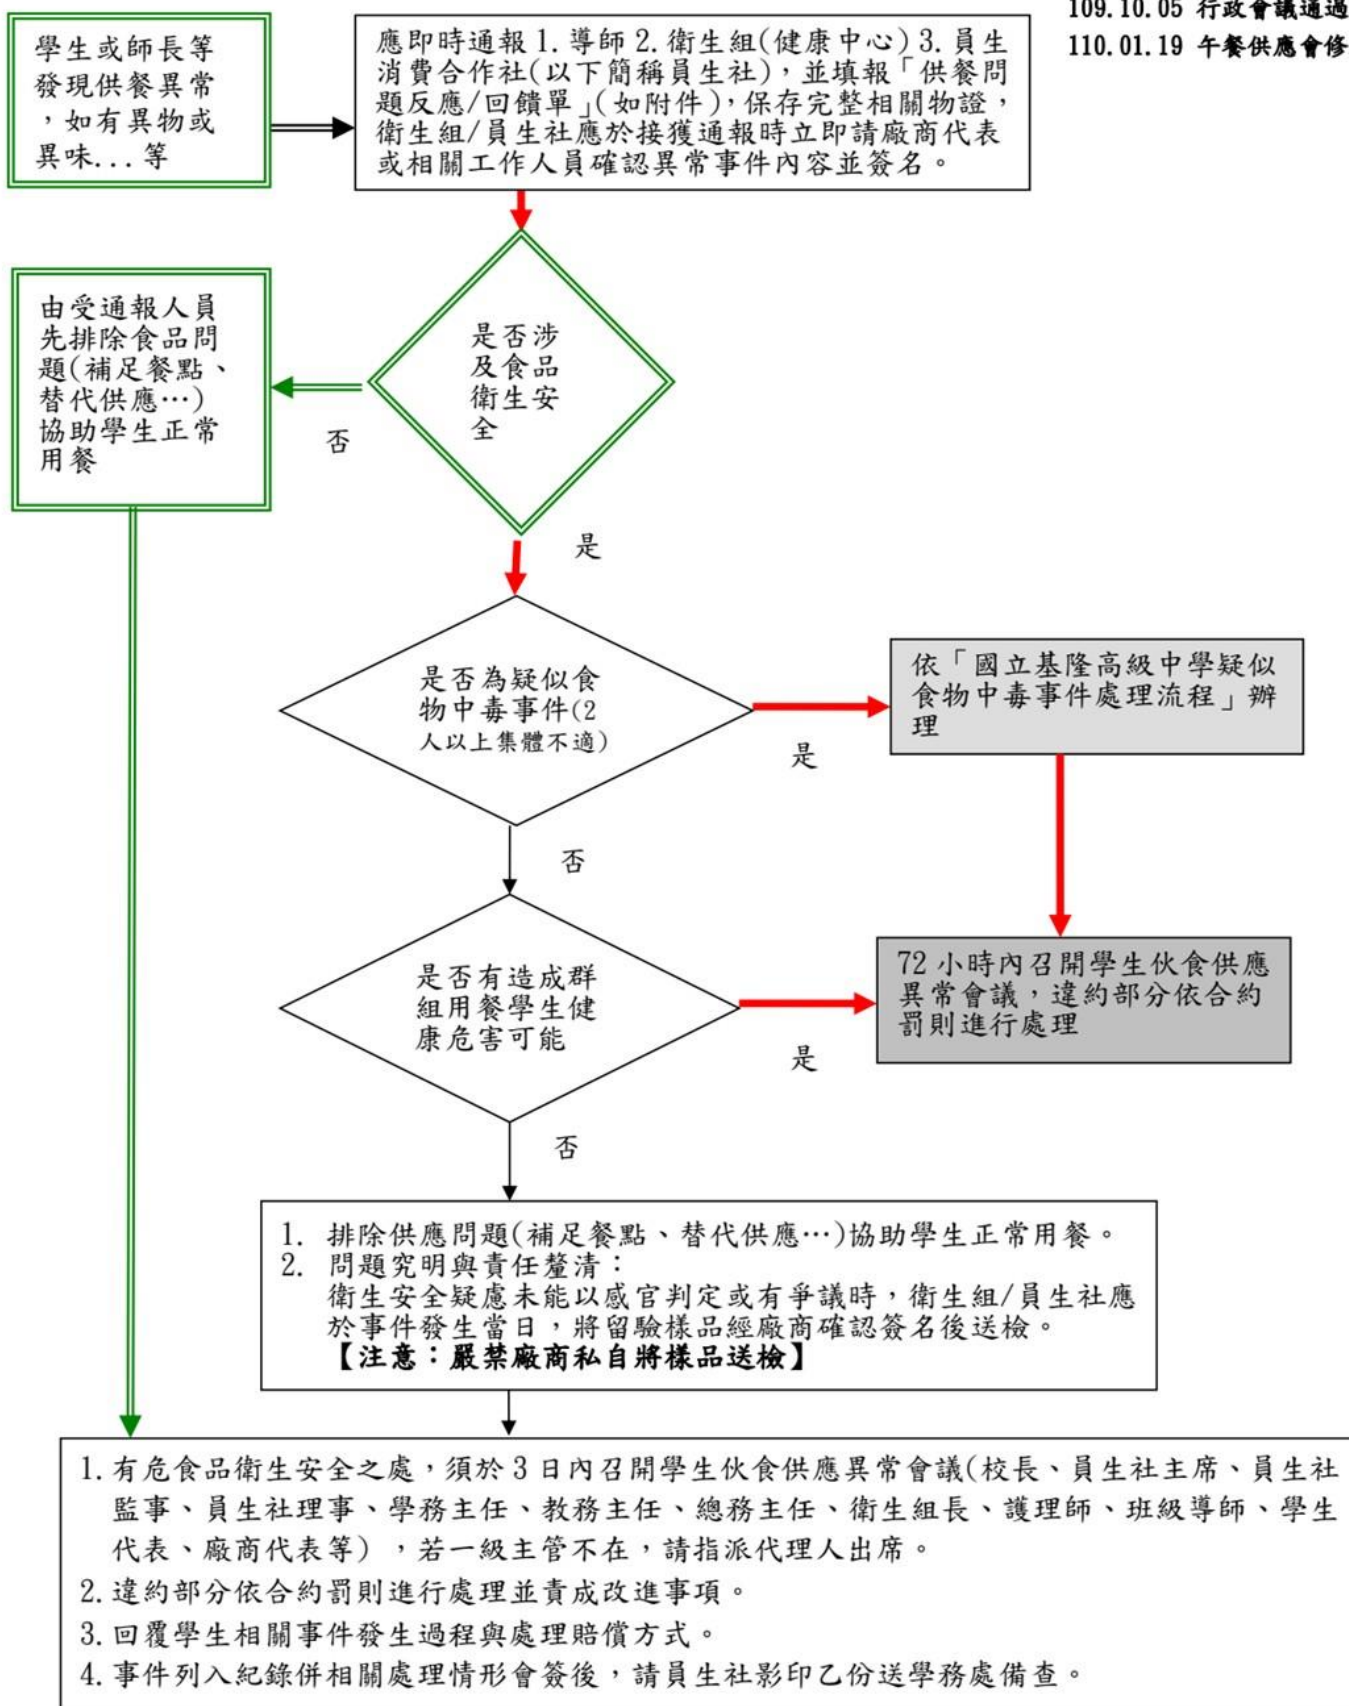 109.10.05 行政會議通過
110.01.19 午餐供應會修
學生或師長等
發現供餐異常
，如有異物或
異味...等
應即時通報1.導師2.衛生組(健康中心)3.員生
消費合作社(以下簡稱員生社)，並填報「供餐問
題反應/回饋單」(如附件)，保存完整相關物證，
衛生組/員生社應於接獲通報時立即請廠商代表
或相關工作人員確認異常事件內容並簽名。
是否涉
及食品
衛生安
全
否
由受通報人員
先排除食品問
題(補足餐點、
替代供應…)
協助學生正常
用餐
是
是否為疑似食
物中毒事件(2
人以上集體不適)
是
依「國立基隆高級中學疑似
食物中毒事件處理流程」辦
理
否
是否有造成群
組用餐學生健
康危害可能
是
72小時內召開學生伙食供應
異常會議，違約部分依合約
罰則進行處理
否
1. 排除供應問題(補足餐點、替代供應…)協助學生正常用餐。
2. 問題究明與責任釐清：
衛生安全疑慮未能以感官判定或有爭議時，衛生組/員生社應
於事件發生當日，將留驗樣品經廠商確認簽名後送檢。
【注意：嚴禁廠商私自將樣品送檢】
1.有危食品衛生安全之處，須於3日內召開學生伙食供應異常會議(校長、員生社主席、員生社
監事、員生社理事、學務主任、教務主任、總務主任、衛生組長、護理師、班級導師、學生
代表、廠商代表等)，若一級主管不在，請指派代理人出席。
2.違約部分依合約罰則進行處理並責成改進事項。
3.回覆學生相關事件發生過程與處理賠償方式。
4.事件列入紀錄併相關處理情形會簽後，請員生社影印乙份送學務處備查。